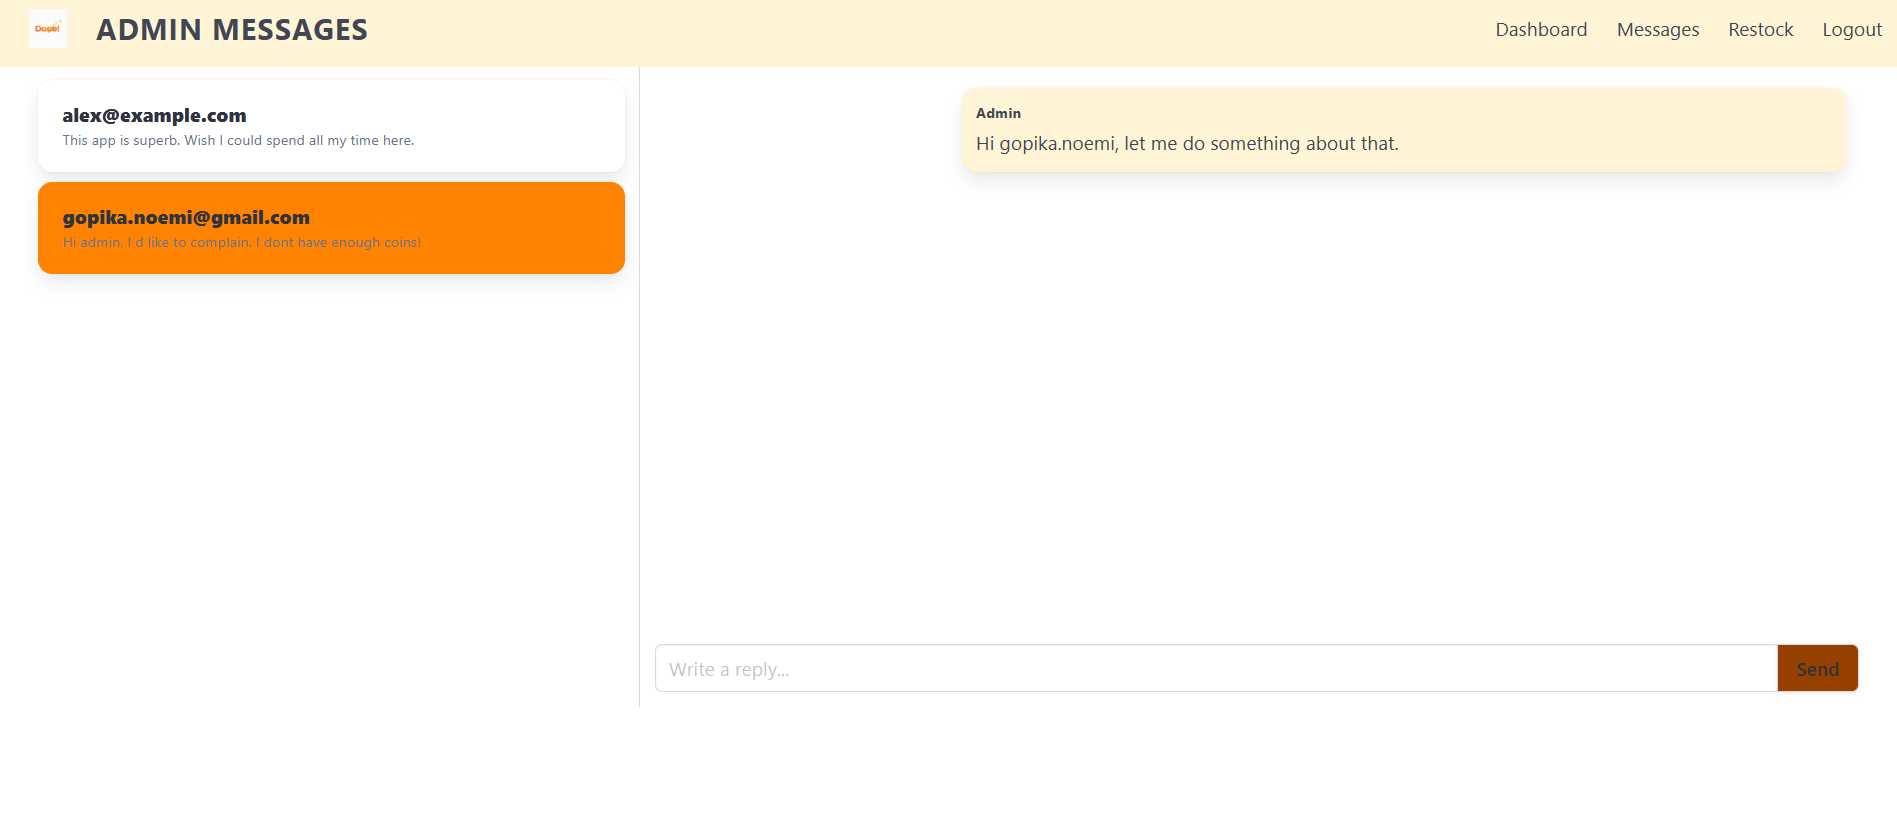 Dope!
ADMIN MESSAGES
Dashboard
Messages
Restock
Logout
alex@example.com
This app is superb. Wish I could spend all my time here.
gopika.noemi@gmail.com
Hi admin, I d like to complain. I dont have enough coins!
Admin
Hi gopika.noemi, let me do something about that.
Write a reply...
Send